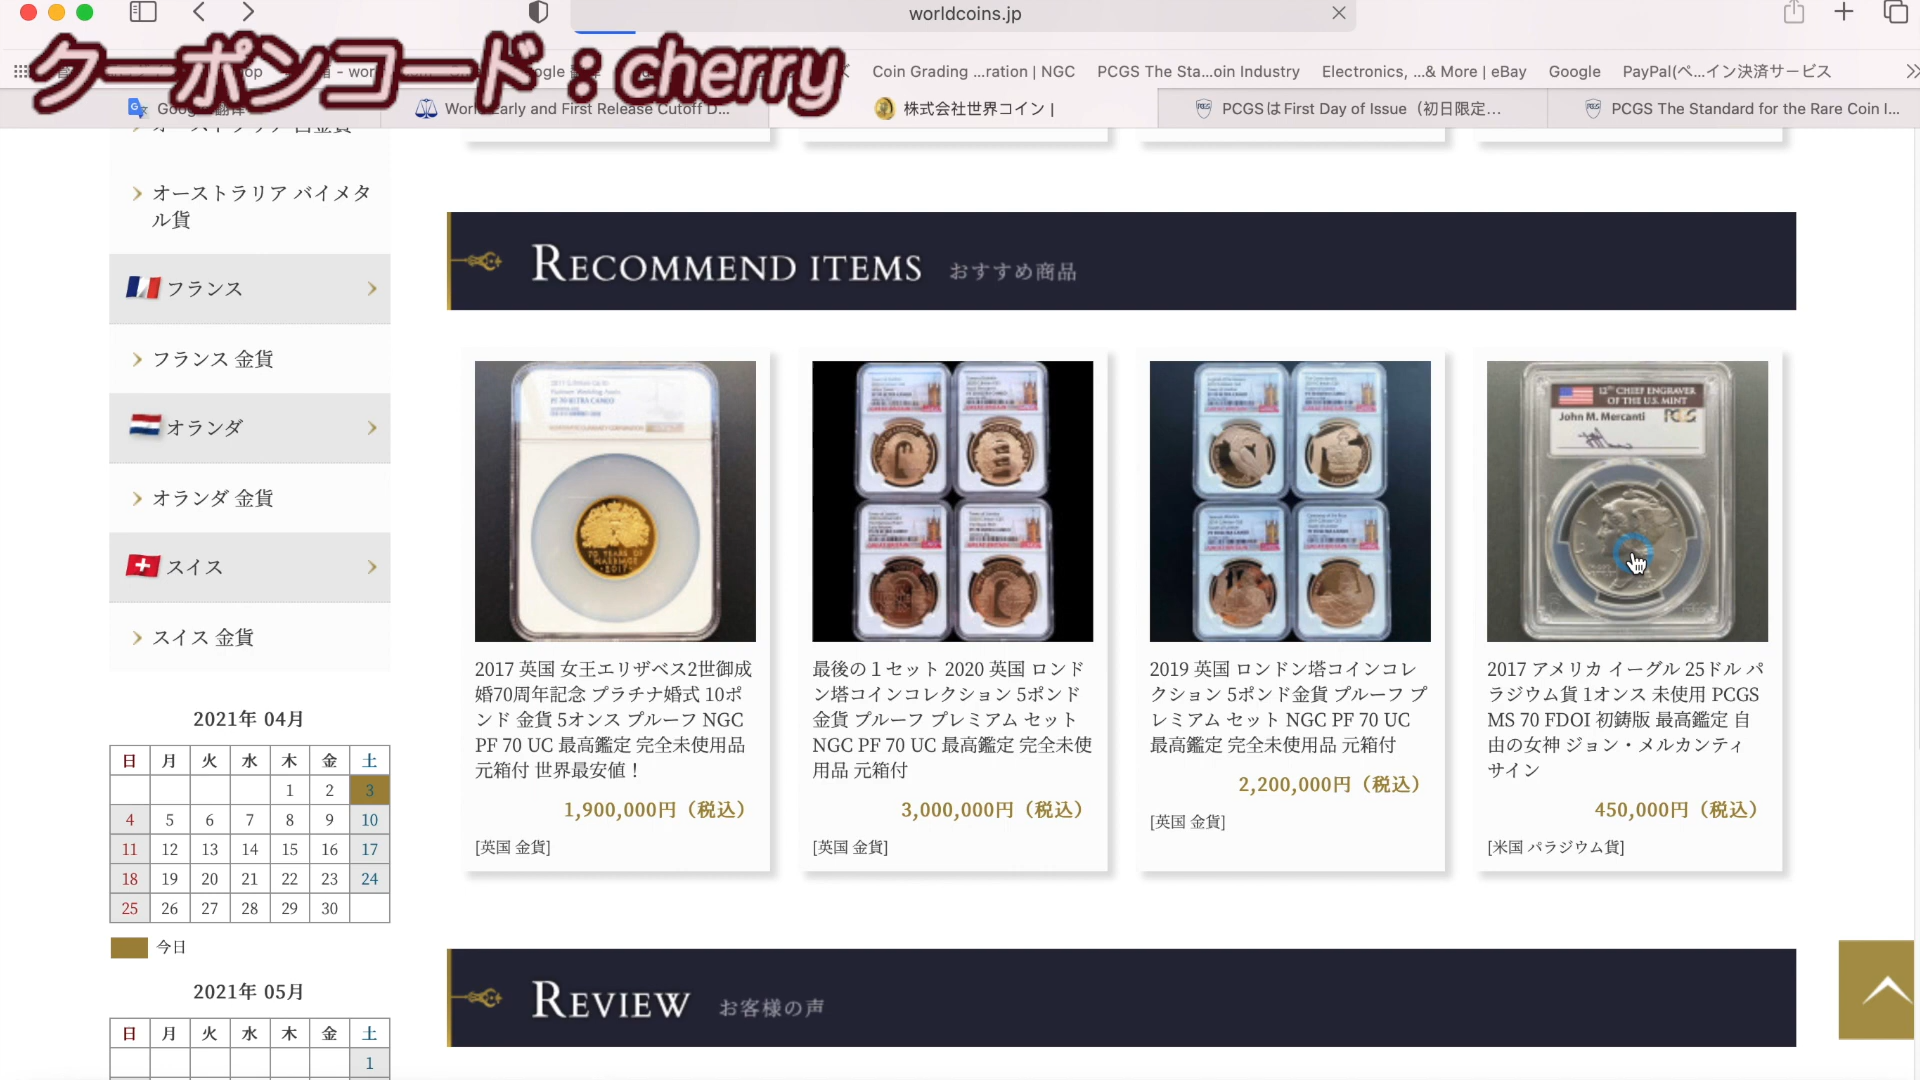 worldcoins.jp
クーポンコード：cherry
Coin Grading ...ration | NGC
PCGS The Sta...oin Industry
Electronics, ...& More | eBay
Google
PayPal(ペ...イン決済サービス
World Early and First Release Cutoff D...
株式会社世界コイン |
PCGSはFirst Day of Issue（初日限定...
PCGS The Standard for the Rare Coin I...
オーストラリア バイメタ
ル貨
フランス
フランス 金貨
オランダ
オランダ 金貨
スイス
スイス 金貨
2021年 04月
日 月 火 水 木 金 土
1 2 3
4 5 6 7 8 9 10
11 12 13 14 15 16 17
18 19 20 21 22 23 24
25 26 27 28 29 30
今日
2021年 05月
日 月 火 水 木 金 土
1
RECOMMEND ITEMS おすすめ商品
70 YEARS OF
MARRIAGE
2017
2017 英国 女王エリザベス2世御成
婚70周年記念 プラチナ婚式 10ポ
ンド 金貨 5オンス プルーフ NGC
PF 70 UC 最高鑑定 完全未使用品
元箱付 世界最安値！
1,900,000円（税込）
[英国 金貨]
最後の１セット 2020 英国 ロンド
ン塔コインコレクション 5ポンド
金貨 プルーフ プレミアム セット
NGC PF 70 UC 最高鑑定 完全未使
用品 元箱付
3,000,000円（税込）
[英国 金貨]
2019 英国 ロンドン塔コインコレ
クション 5ポンド金貨 プルーフ プ
レミアム セット NGC PF 70 UC
最高鑑定 完全未使用品 元箱付
2,200,000円（税込）
[英国 金貨]
12TH CHIEF ENGRAVER
OF THE U.S. MINT
John M. Mercanti PCGS
2017 アメリカ イーグル 25ドル パ
ラジウム貨 1オンス 未使用 PCGS
MS 70 FDOI 初鋳版 最高鑑定 自
由の女神 ジョン・メルカンティ
サイン
450,000円（税込）
[米国 パラジウム貨]
REVIEW お客様の声